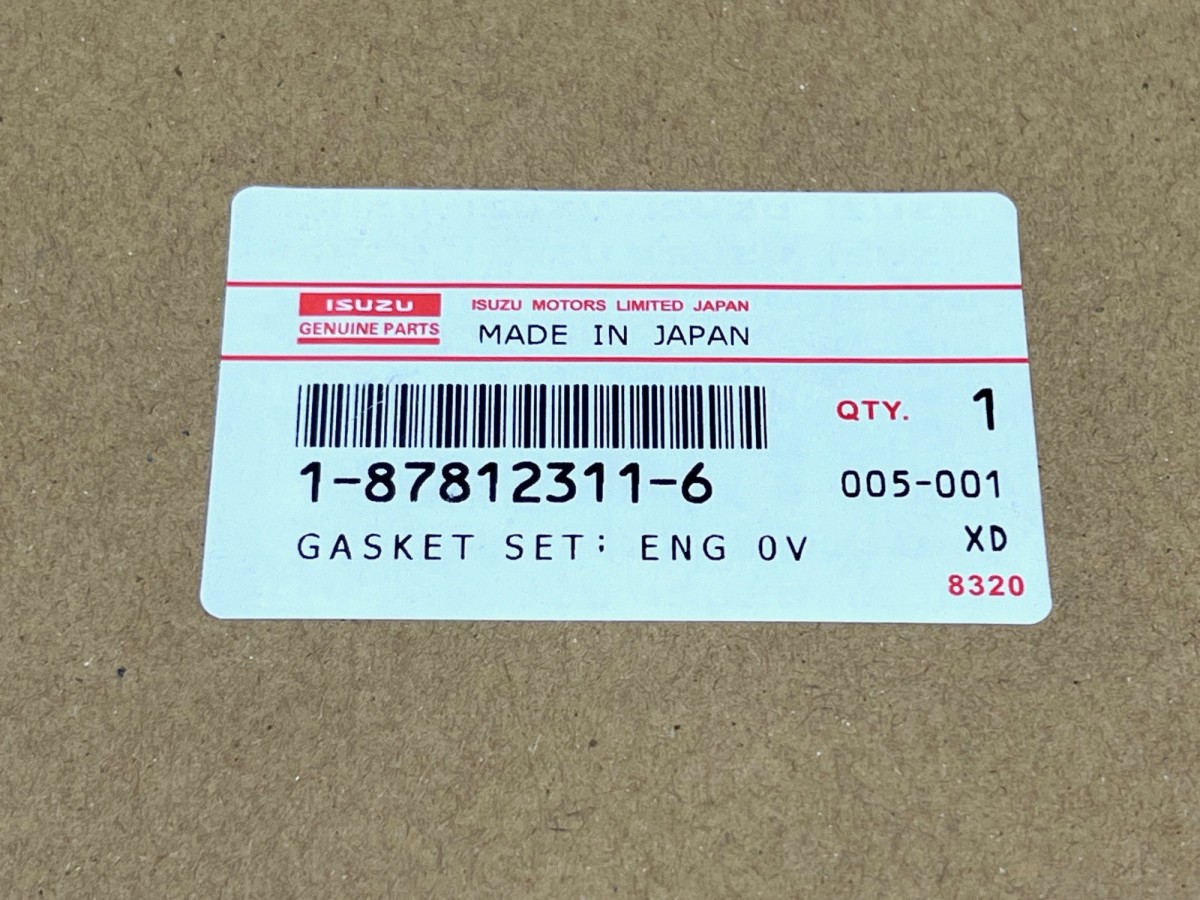 ISUZU
GENUINE PARTS
ISUZU MOTORS LIMITED JAPAN
MADE IN JAPAN
QTY. 1
1-87812311-6
005-001
GASKET SET: ENG OV
XD
8320